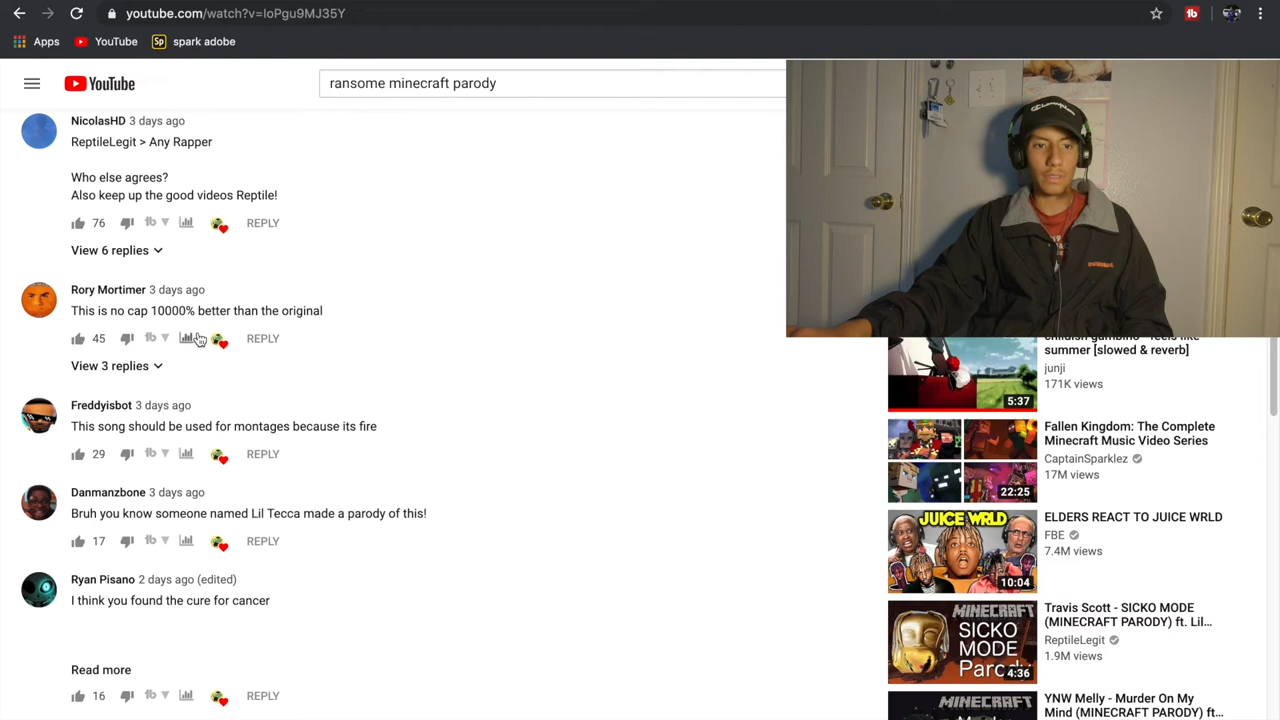 youtube.com/watch?v=IoPgu9MJ35Y
Apps YouTube Sp spark adobe
YouTube
ransome minecraft parody
NicolasHD 3 days ago
ReptileLegit > Any Rapper
Who else agrees?
Also keep up the good videos Reptile!
76 REPLY
View 6 replies
Rory Mortimer 3 days ago
This is no cap 10000% better than the original
45 REPLY
View 3 replies
Freddyisbot 3 days ago
This song should be used for montages because its fire
29 REPLY
Danmanzbone 3 days ago
Bruh you know someone named Lil Tecca made a parody of this!
17 REPLY
Ryan Pisano 2 days ago (edited)
I think you found the cure for cancer
Read more
16 REPLY
Champion
summer [slowed & reverb]
junji
171K views
5:37
Fallen Kingdom: The Complete
Minecraft Music Video Series
CaptainSparklez
17M views
22:25
ELDERS REACT TO JUICE WRLD
FBE
7.4M views
JUICE WRLD
10:04
Travis Scott - SICKO MODE
(MINECRAFT PARODY) ft. Lil...
ReptileLegit
1.9M views
MINECRAFT
SICKO
MODE
Parody
4:36
YNW Melly - Murder On My
Mind (MINECRAFT PARODY) ft...
MINECRAFT